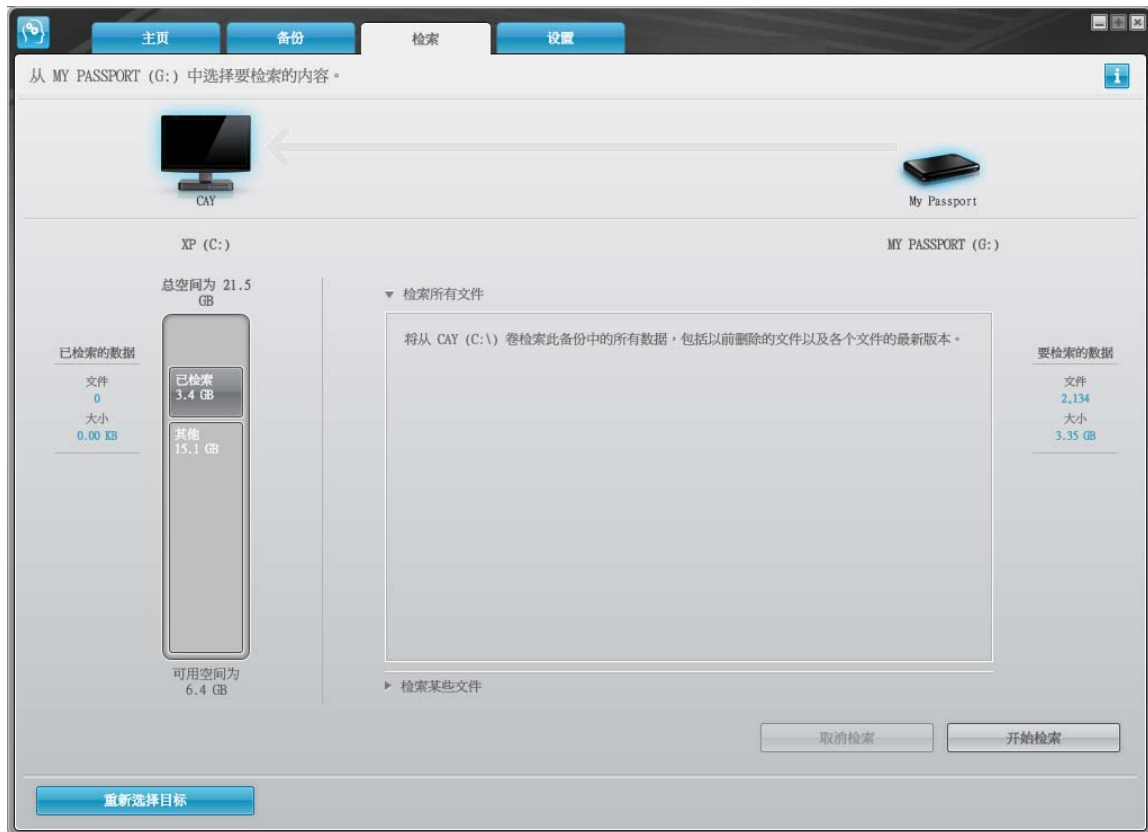 主页
备份
检索
设置
从 MY PASSPORT (G:) 中选择要检索的内容。
CAY
My Passport
XP (C:)
MY PASSPORT (G:)
总空间为 21.5
GB
已检索的数据
文件
0
大小
0.00 KB
已检索
3.4 GB
其他
15.1 GB
可用空间为
6.4 GB
▼ 检索所有文件
将从 CAY (C:\) 卷检索此备份中的所有数据,包括以前删除的文件以及各个文件的最新版本。
▶ 检索某些文件
要检索的数据
文件
2,134
大小
3.35 GB
取消检索
开始检索
重新选择目标